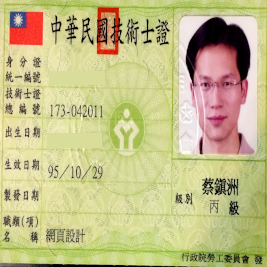 中華民國技術士證
身分證
統一編號
技術士證
總編號 173-042011
出生日期
生效日期 95/10/29
製發日期
職類(項)
名稱 網頁設計
蔡鎮洲
級別 丙級
行政院勞工委員會 發